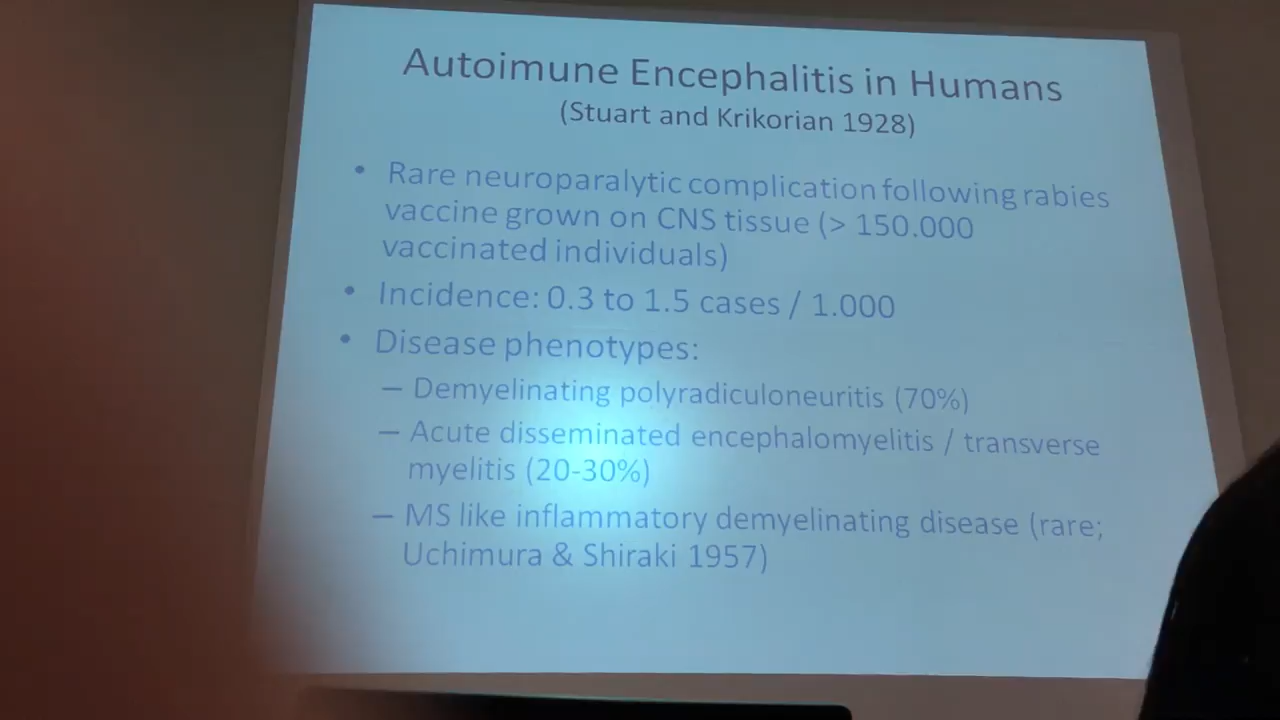 Autoimune Encephalitis in Humans
(Stuart and Krikorian 1928)
• Rare neuroparalytic complication following rabies
vaccine grown on CNS tissue (> 150.000
vaccinated individuals)
• Incidence: 0.3 to 1.5 cases / 1.000
• Disease phenotypes:
– Demyelinating polyradiculoneuritis (70%)
– Acute disseminated encephalomyelitis / transverse
myelitis (20-30%)
– MS like inflammatory demyelinating disease (rare;
Uchimura & Shiraki 1957)